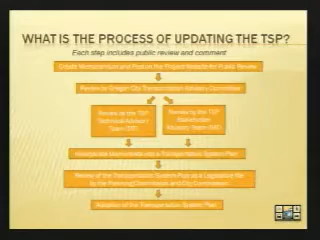 WHAT IS THE PROCESS OF UPDATING THE TSP?
Each step includes public review and comment
Create Memorandum and Post on the Project Website for Public Review
Review by Oregon City Transportation Advisory Committee
Review by the TSP
Technical Advisory
Team
Review by the TSP
Stakeholder
Advisory Team
Incorporate Memoranda into a Transportation System Plan
Review of the Transportation System Plan as a Legislative file
by the Planning Commission and City Commission
Adoption of the Transportation System Plan